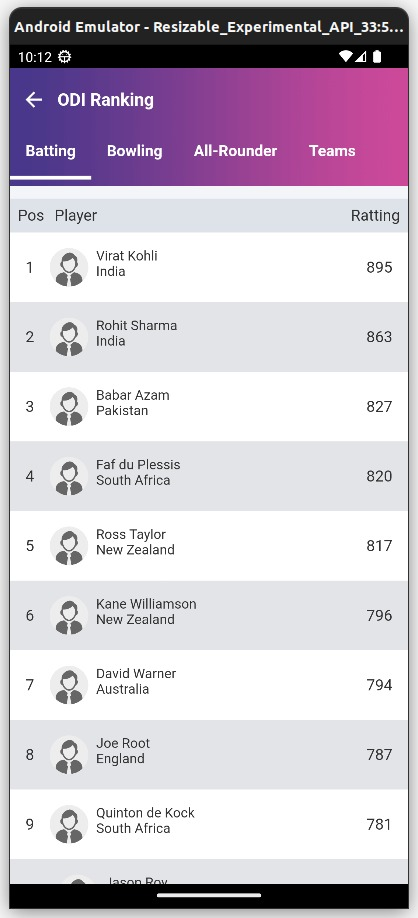 Android Emulator - Resizable_Experimental_API_33:5...
10:12
ODI Ranking
Batting Bowling All-Rounder Teams
Pos Player Ratting
1 Virat Kohli 895
India
2 Rohit Sharma 863
India
3 Babar Azam 827
Pakistan
4 Faf du Plessis 820
South Africa
5 Ross Taylor 817
New Zealand
6 Kane Williamson 796
New Zealand
7 David Warner 794
Australia
8 Joe Root 787
England
9 Quinton de Kock 781
South Africa
Jason Roy